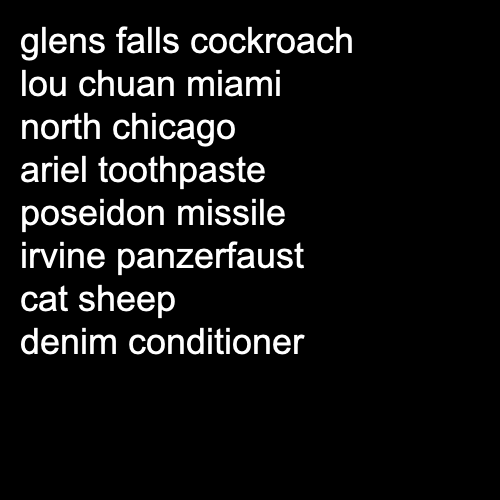 glens falls cockroach
lou chuan miami
north chicago
ariel toothpaste
poseidon missile
irvine panzerfaust
cat sheep
denim conditioner